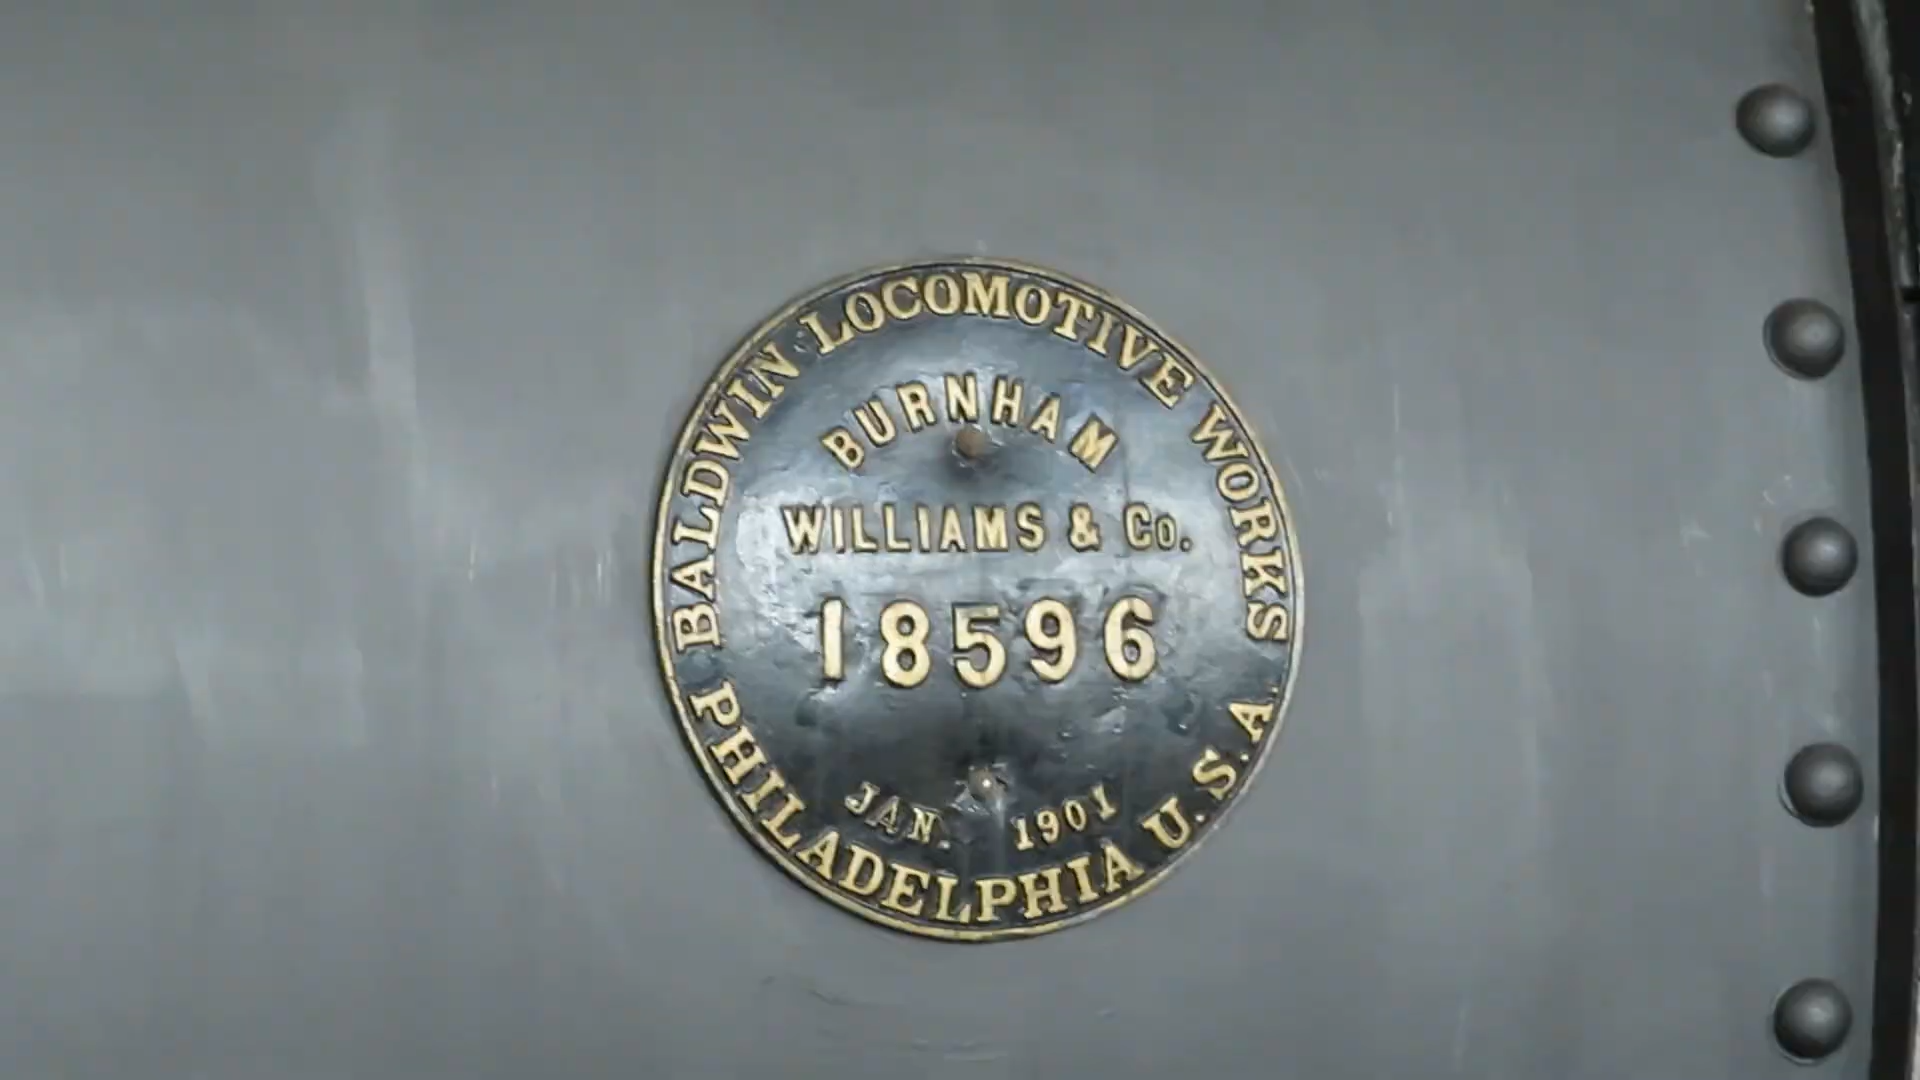 BALDWIN LOCOMOTIVE WORKS
BURNHAM
WILLIAMS & Co.
18596
JAN. 1901
PHILADELPHIA U.S.A.